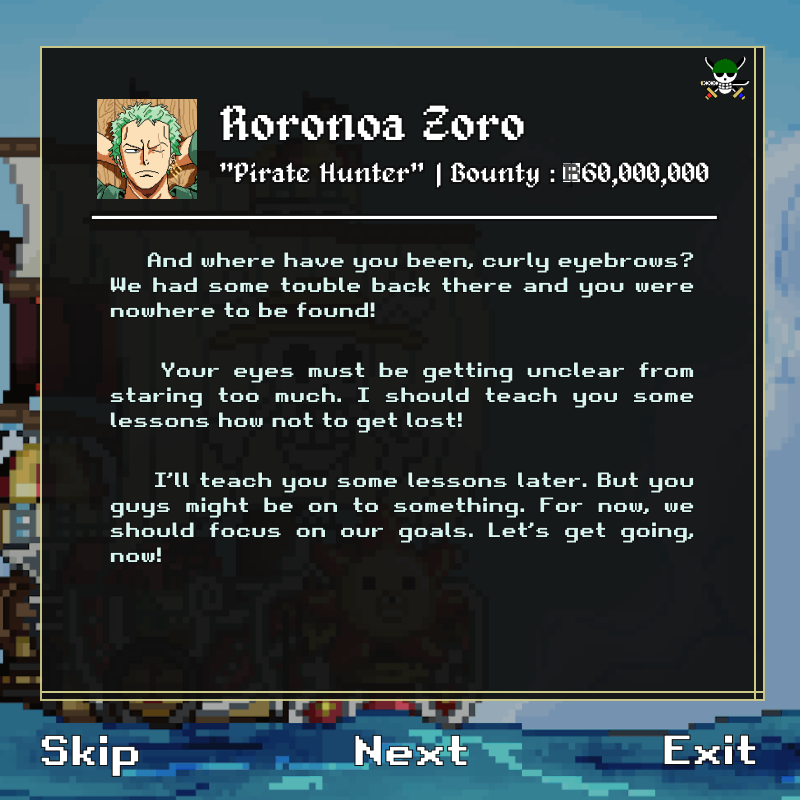 Roronoa Zoro
"Pirate Hunter" | Bounty : ฿60,000,000
And where have you been, curly eyebrows?
We had some touble back there and you were
nowhere to be found!
Your eyes must be getting unclear from
staring too much. I should teach you some
lessons how not to get lost!
I'll teach you some lessons later. But you
guys might be on to something. For now, we
should focus on our goals. Let's get going,
now!
Skip
Next
Exit